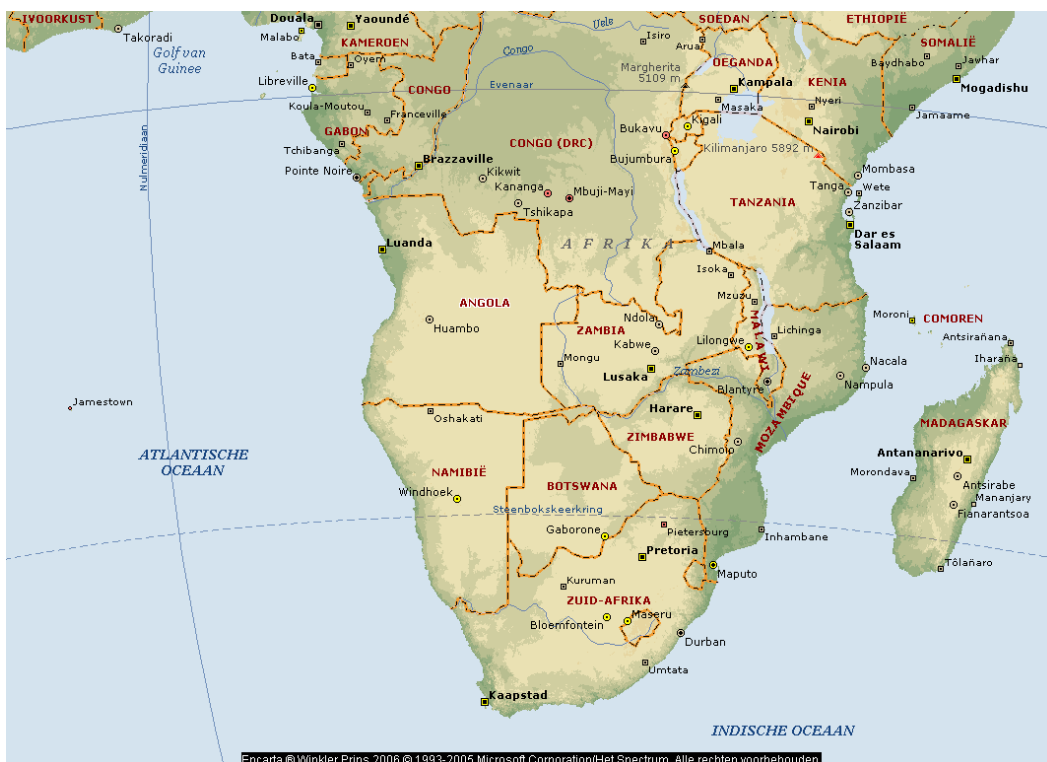 IVOORKUST
Takoradi
Golf van
Guinee
Douala
Malabo
Yaoundé
KAMEROEN
Bata
Oyem
Libreville
CONGO
Koula-Moutou
Franceville
GABON
Tchibanga
Pointe Noire
Brazzaville
Nulmeridiaan
Congo
Uele
Isiro
Evenaar
SOEDAN
Arua
ETHIOPIË
OEGANDA
Margherita
5109 m
Kampala
Masaka
KENIA
Nyeri
Nairobi
SOMALIË
Baydhabo
Jawhar
Mogadishu
Jamaame
Bukavu
Kigali
Bujumbura
Kilimanjaro 5892 m
CONGO (DRC)
Kikwit
Kananga
Mbuji-Mayi
Tshikapa
TANZANIA
Mombasa
Tanga
Wete
Zanzibar
Dar es
Salaam
AFRIKA
Luanda
Mbala
Isoka
Mzuzu
ANGOLA
Huambo
ZAMBIA
Ndola
Kabwe
Mongu
Lusaka
Lilongwe
MALAWI
Lichinga
Zambezi
Blantyre
MOZAMBIQUE
Nacala
Nampula
Moroni
COMOREN
Antsirañana
Iharaña
Jamestown
Oshakati
Harare
ZIMBABWE
Chimoio
MADAGASKAR
Antananarivo
Morondava
Antsirabe
Mananjary
Fianarantsoa
Tôlañaro
ATLANTISCHE
OCEAAN
NAMIBIË
Windhoek
BOTSWANA
Steenbokskeerkring
Gaborone
Pietersburg
Pretoria
Inhambane
Maputo
Kuruman
ZUID-AFRIKA
Bloemfontein
Maseru
Durban
Umtata
Kaapstad
INDISCHE OCEAAN
Encarta ® Winkler Prins 2006 © 1993-2005 Microsoft Corporation/Het Spectrum. Alle rechten voorbehouden.